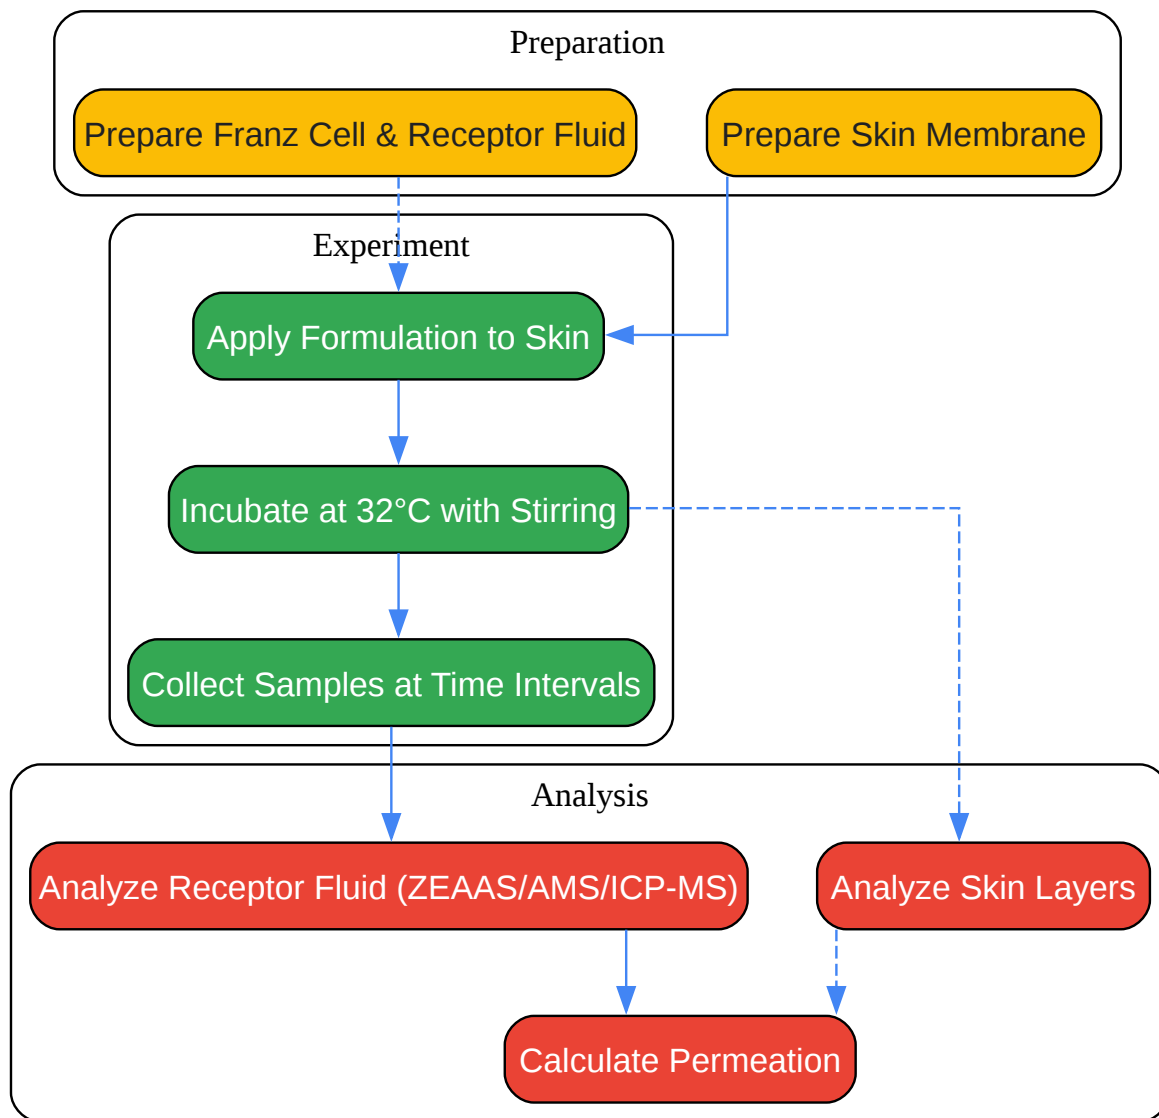 Preparation
Prepare Franz Cell & Receptor Fluid
Prepare Skin Membrane
Experiment
Apply Formulation to Skin
Incubate at 32°C with Stirring
Collect Samples at Time Intervals
Analysis
Analyze Receptor Fluid (ZEAAS/AMS/ICP-MS)
Analyze Skin Layers
Calculate Permeation